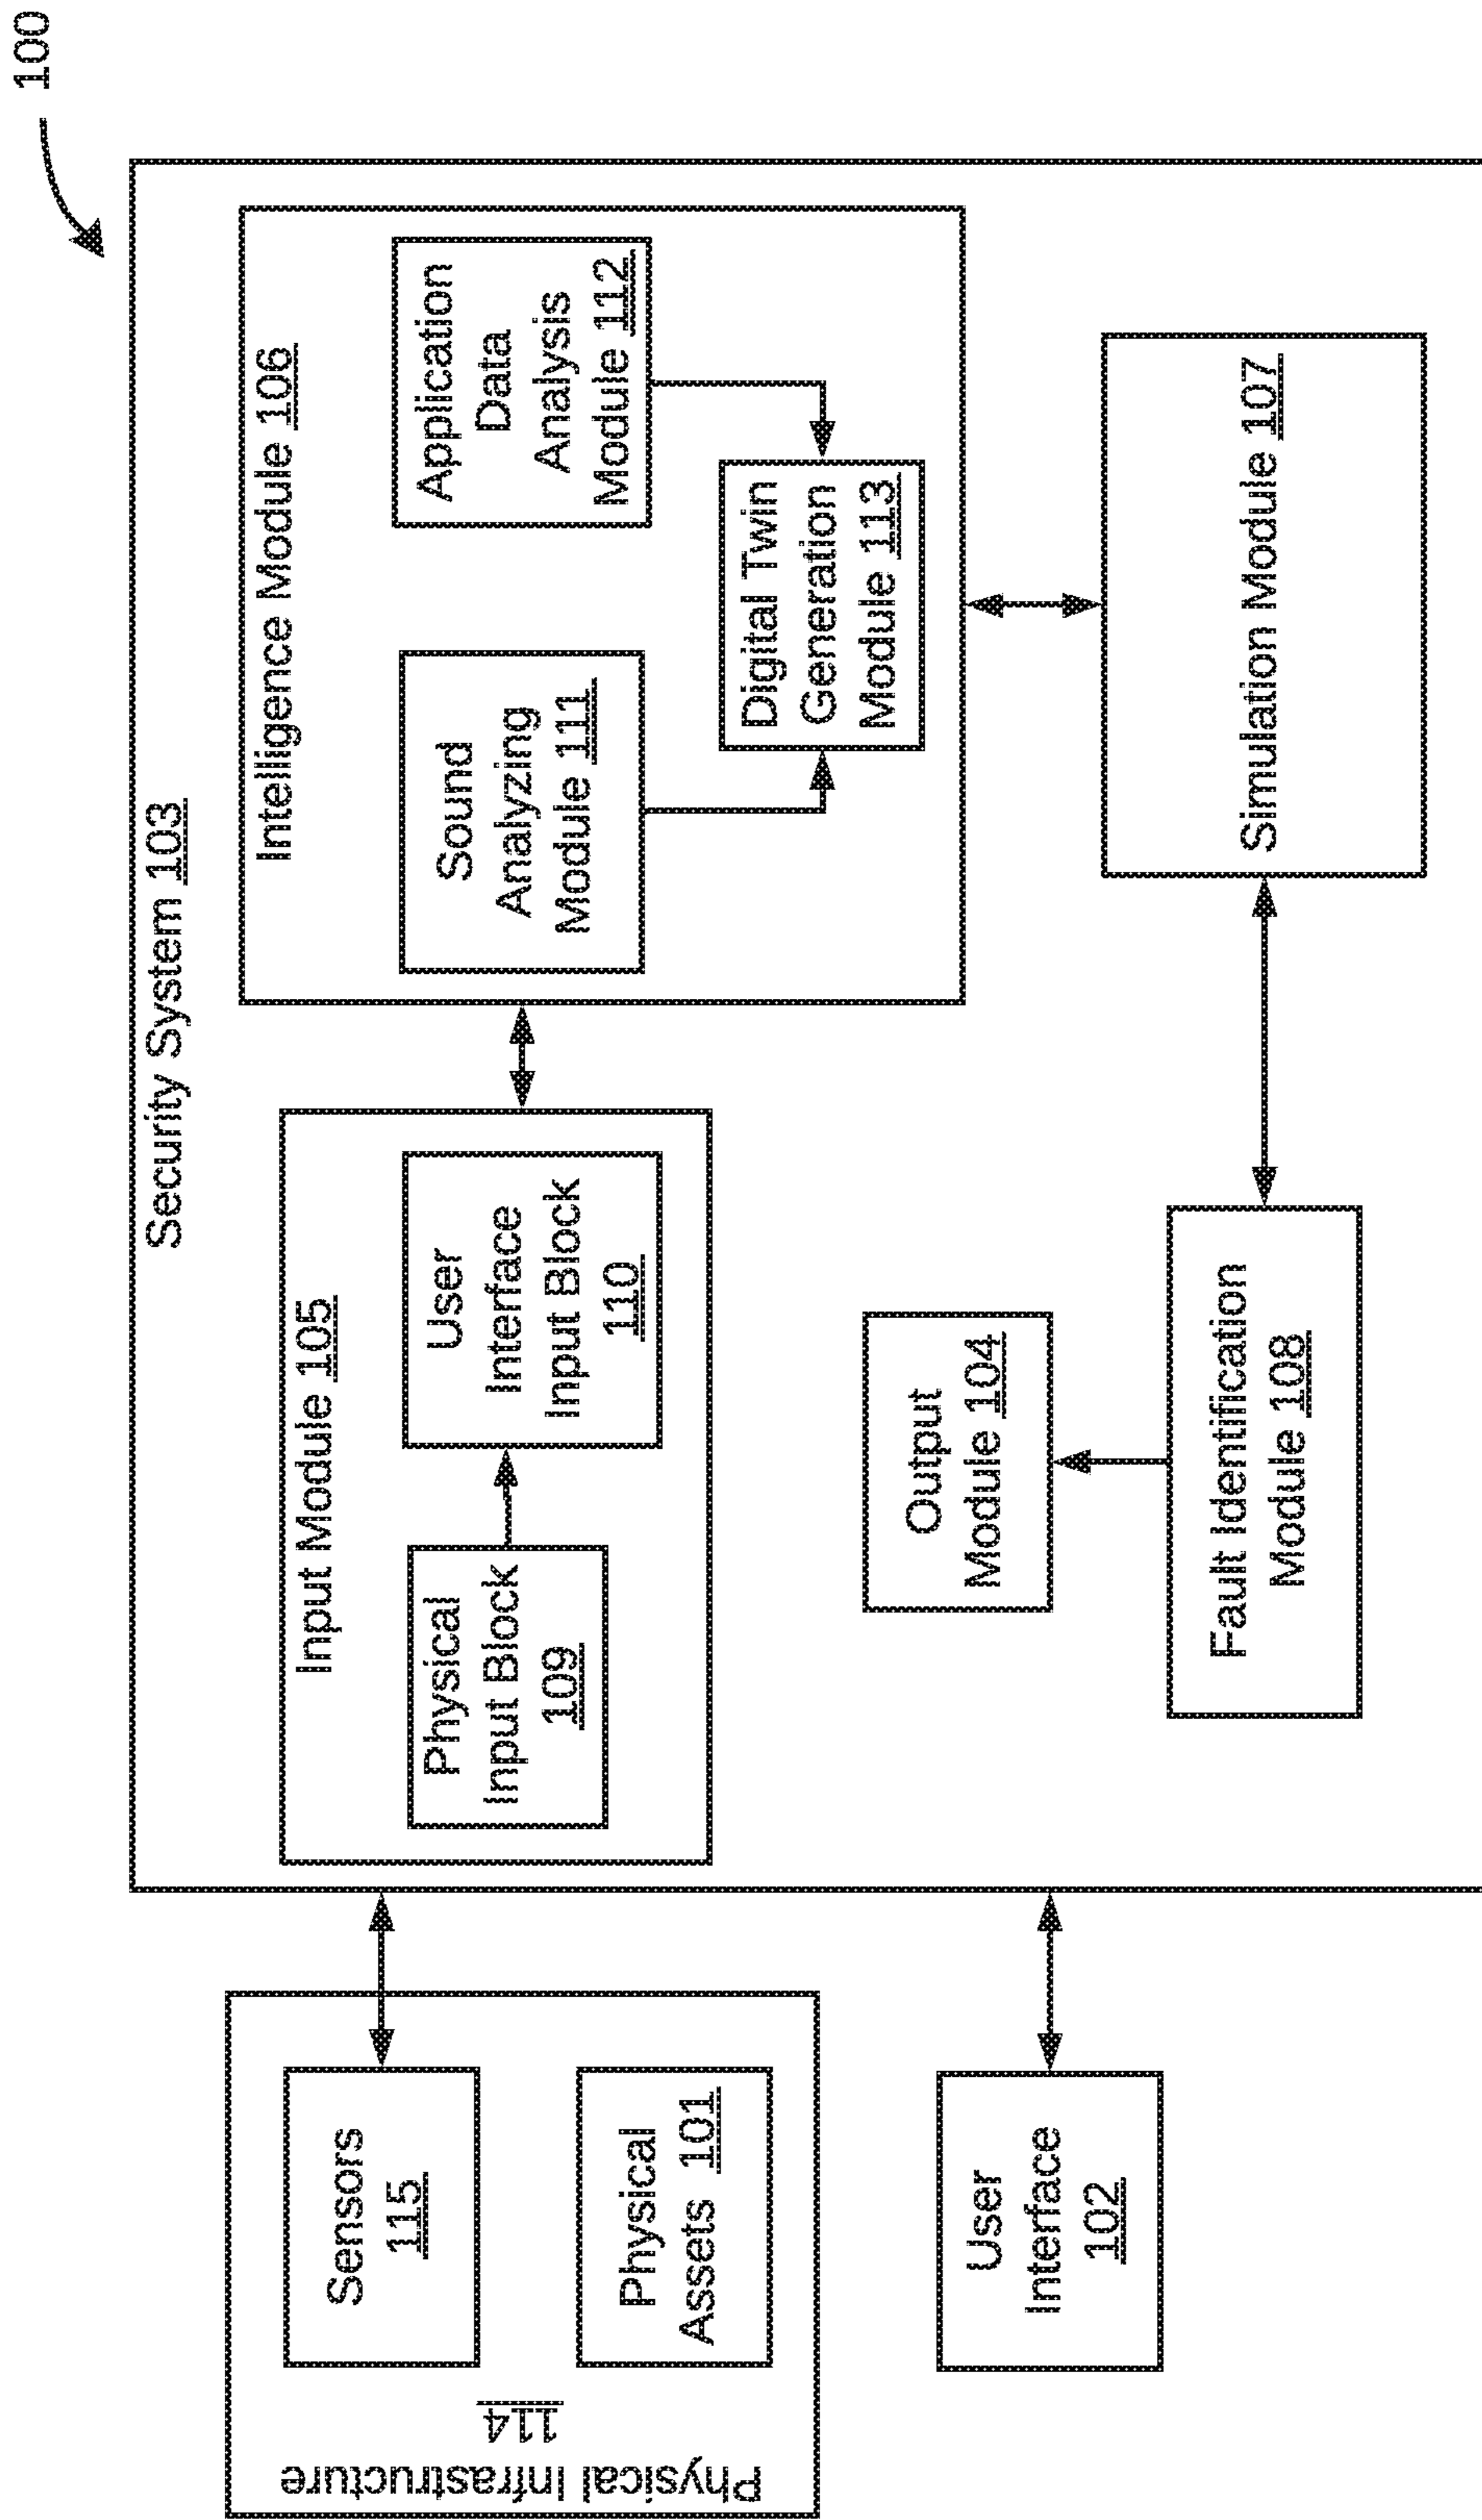 100
Security System 103
Physical Infrastructure
114
Sensors
115
Physical
Assets 101
User
Interface
102
Input Module 105
Physical
Input Block
109
User
Interface
Input Block
110
Intelligence Module 106
Sound
Analyzing
Module 111
Application
Data
Analysis
Module 112
Digital Twin
Generation
Module 113
Output
Module 104
Fault Identification
Module 108
Simulation Module 107